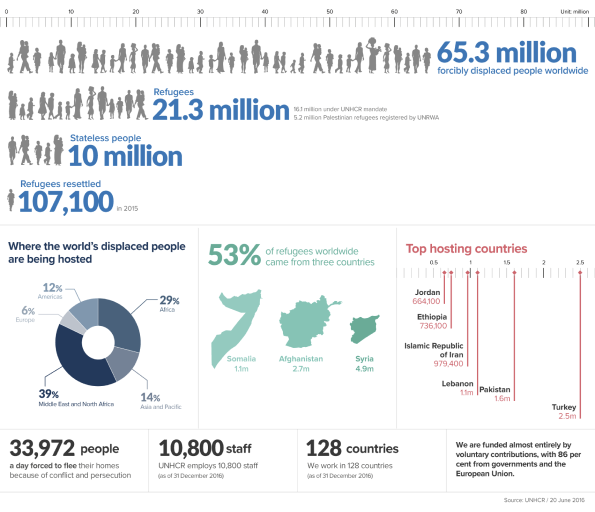 0 10 20 30 40 50 60 70 80 Unit: million
65.3 million
forcibly displaced people worldwide
Refugees
21.3 million
16.1 million under UNHCR mandate
5.2 million Palestinian refugees registered by UNRWA
Stateless people
10 million
Refugees resettled
107,100 in 2015
Where the world's displaced people
are being hosted
12%
Americas
6%
Europe
29%
Africa
39%
Middle East and North Africa
14%
Asia and Pacific
53% of refugees worldwide
came from three countries
Somalia
1.1m
Afghanistan
2.7m
Syria
4.9m
Top hosting countries
0.5 1 1.5 2 2.5
Jordan
664,100
Ethiopia
736,100
Islamic Republic
of Iran
979,400
Lebanon
1.1m
Pakistan
1.6m
Turkey
2.5m
33,972 people
a day forced to flee their homes
because of conflict and persecution
10,800 staff
UNHCR employs 10,800 staff
(as of 31 December 2016)
128 countries
We work in 128 countries
(as of 31 December 2016)
We are funded almost entirely by
voluntary contributions, with 86 per
cent from governments and the
European Union.
Source: UNHCR / 20 June 2016